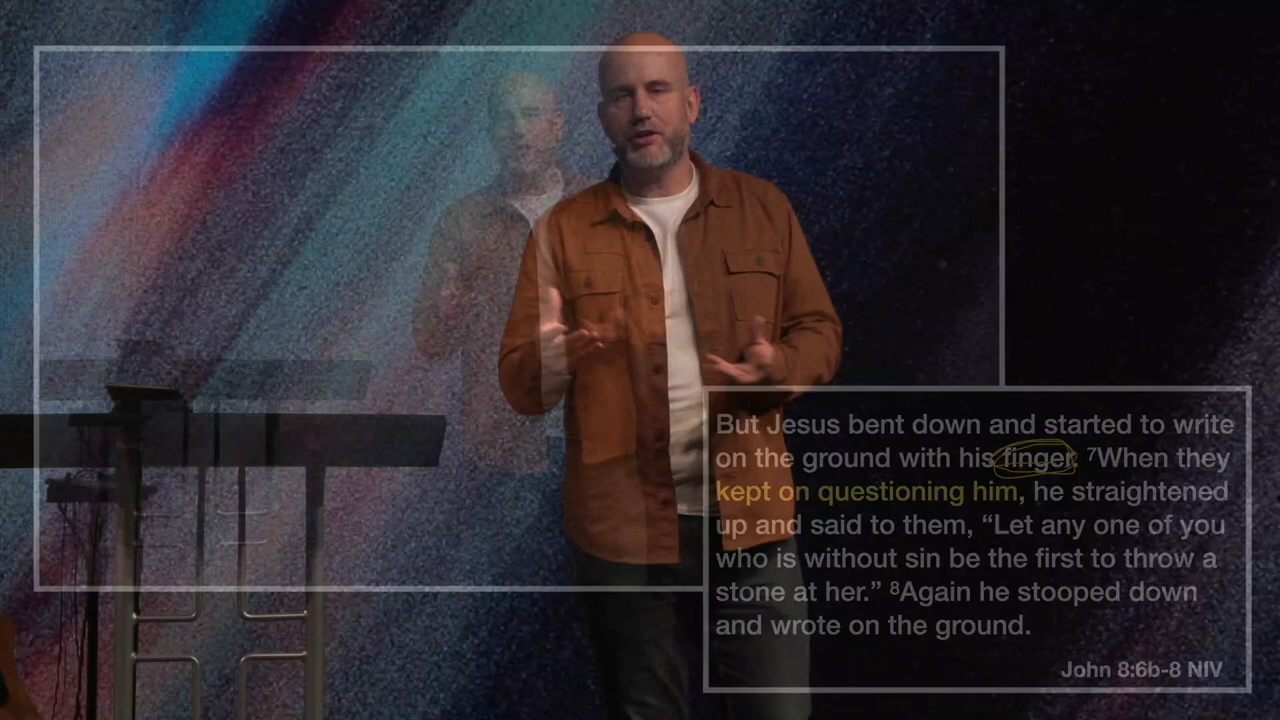 But Jesus bent down and started to write
on the ground with his finger. ⁷When they
kept on questioning him, he straightened
up and said to them, “Let any one of you
who is without sin be the first to throw a
stone at her.” ⁸Again he stooped down
and wrote on the ground.
John 8:6b-8 NIV